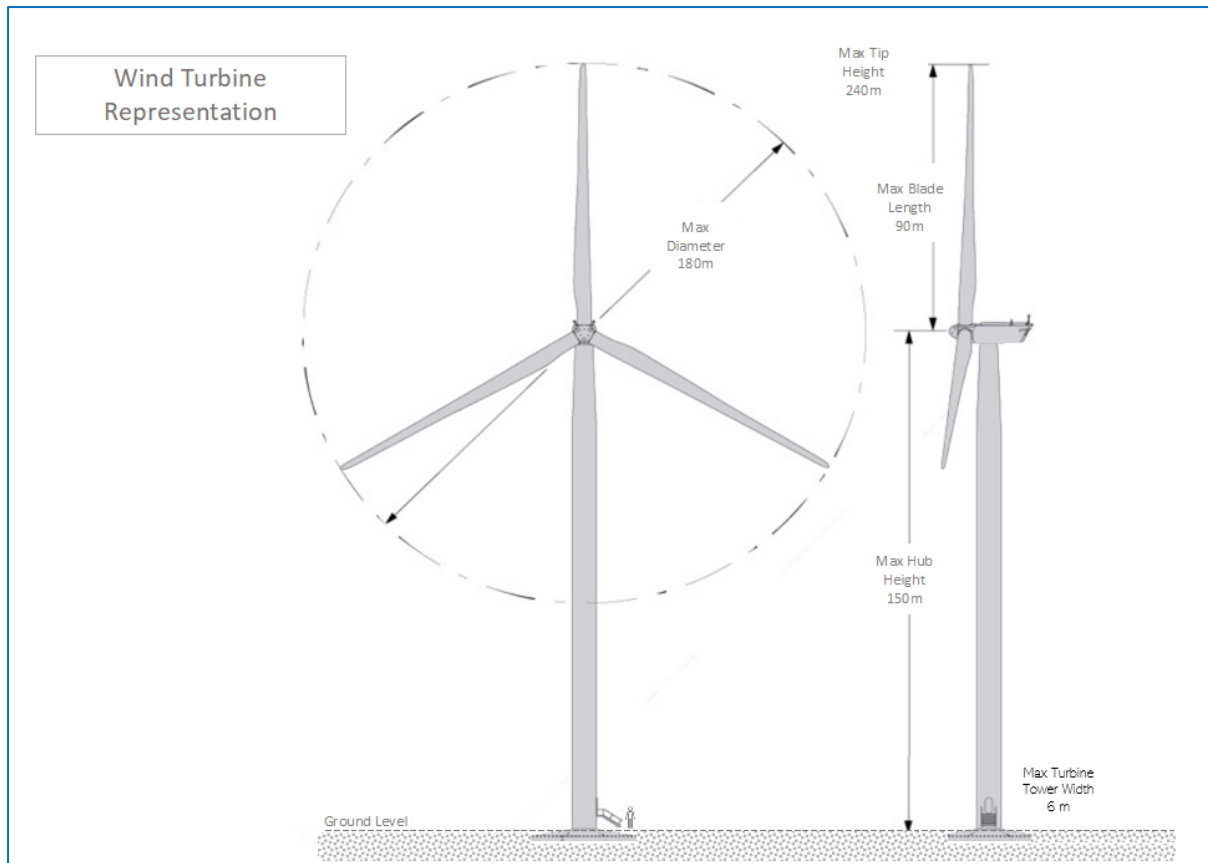 Wind Turbine
Representation
Max Tip
Height
240m
Max Blade
Length
90m
Max
Diameter
180m
Max Hub
Height
150m
Max Turbine
Tower Width
6 m
Ground Level